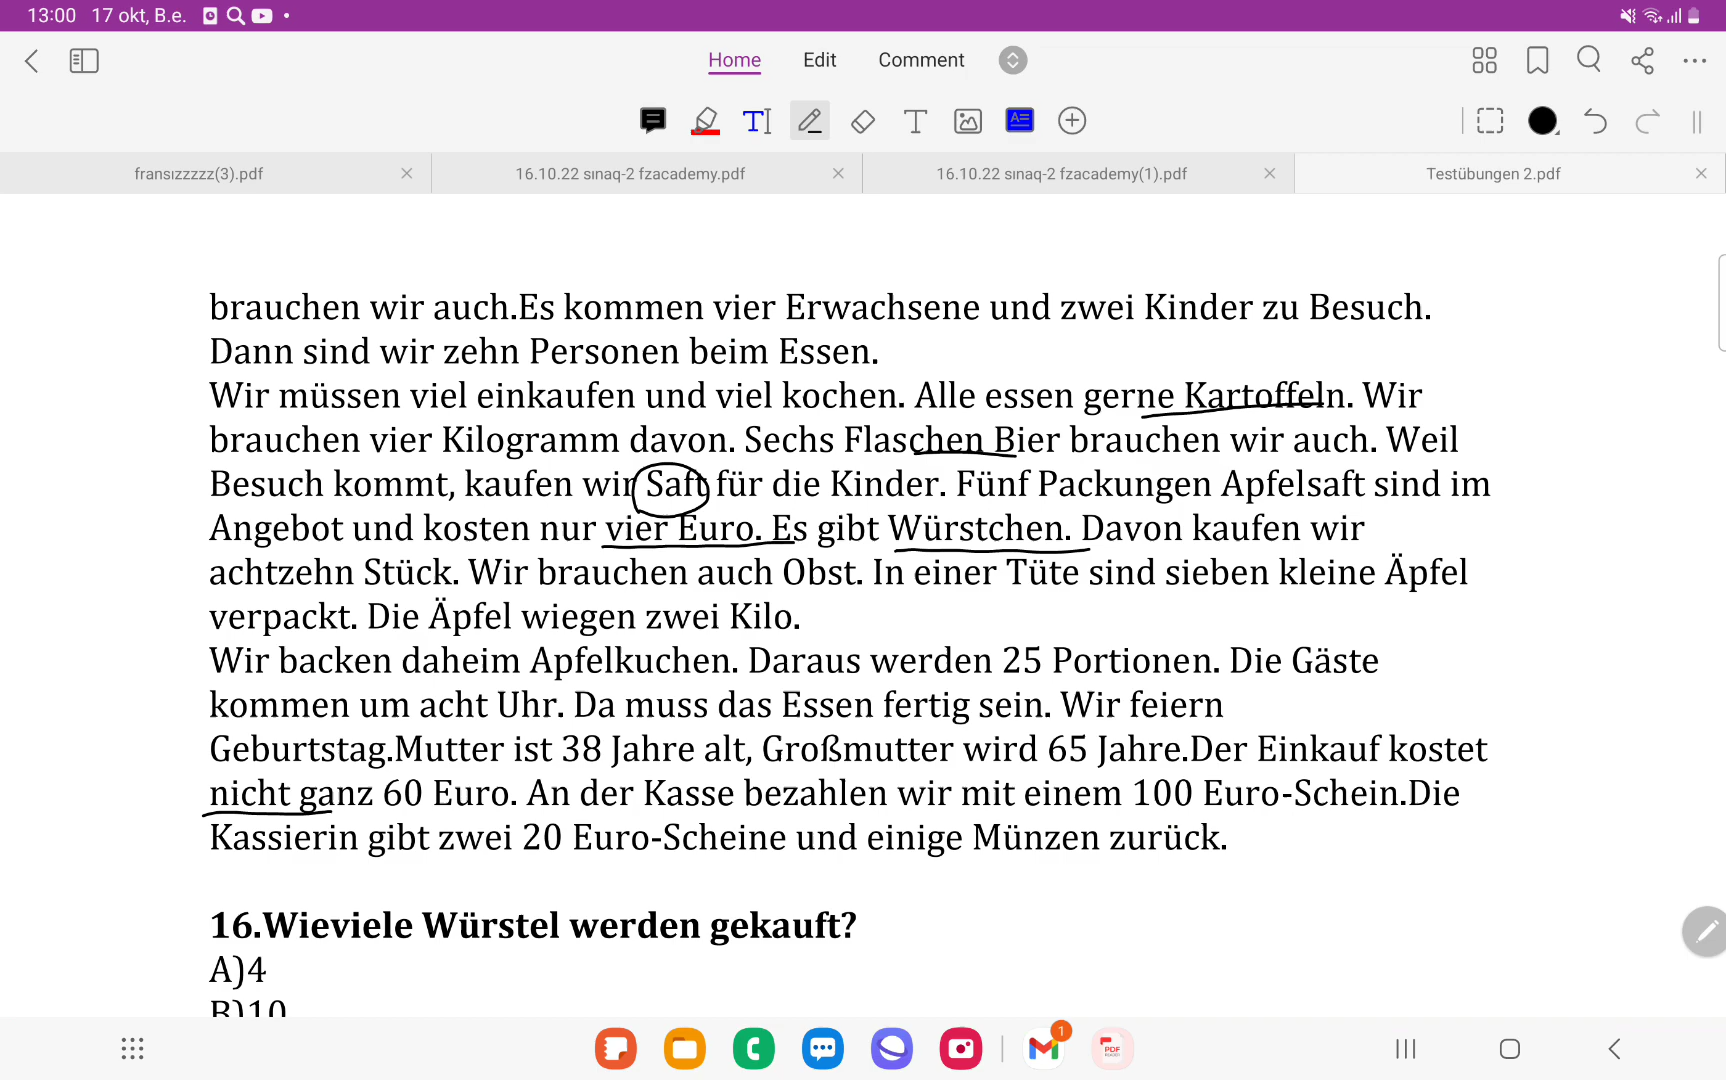 13:00 17 okt, B.e.
Home Edit Comment
fransızzzzz(3).pdf 16.10.22 sınaq-2 fzacademy.pdf 16.10.22 sınaq-2 fzacademy(1).pdf Testübungen 2.pdf
brauchen wir auch.Es kommen vier Erwachsene und zwei Kinder zu Besuch.
Dann sind wir zehn Personen beim Essen.
Wir müssen viel einkaufen und viel kochen. Alle essen gerne Kartoffeln. Wir
brauchen vier Kilogramm davon. Sechs Flaschen Bier brauchen wir auch. Weil
Besuch kommt, kaufen wir Saft für die Kinder. Fünf Packungen Apfelsaft sind im
Angebot und kosten nur vier Euro. Es gibt Würstchen. Davon kaufen wir
achtzehn Stück. Wir brauchen auch Obst. In einer Tüte sind sieben kleine Äpfel
verpackt. Die Äpfel wiegen zwei Kilo.
Wir backen daheim Apfelkuchen. Daraus werden 25 Portionen. Die Gäste
kommen um acht Uhr. Da muss das Essen fertig sein. Wir feiern
Geburtstag.Mutter ist 38 Jahre alt, Großmutter wird 65 Jahre.Der Einkauf kostet
nicht ganz 60 Euro. An der Kasse bezahlen wir mit einem 100 Euro-Schein.Die
Kassierin gibt zwei 20 Euro-Scheine und einige Münzen zurück.
16.Wieviele Würstel werden gekauft?
A)4
B)10
1
PDF